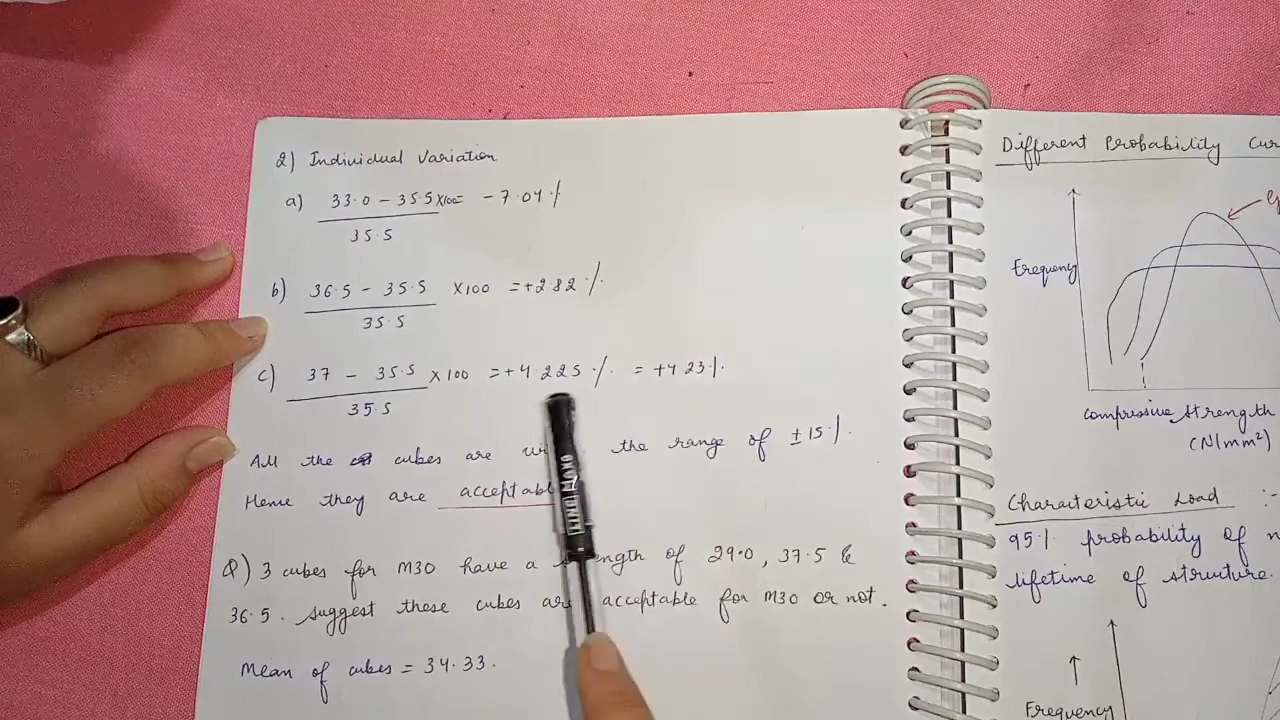 2) Individual Variation
a) 33.0 - 35.5 x100= - 7.04 %
35.5
b) 36.5 - 35.5 x100 = +2.82 %.
35.5
c) 37 - 35.5 x100 = +4.225 %. = +4.23%.
35.5
All the cubes are the range of ±15%.
Hence they are acceptabl
Q) 3 cubes for M30 have a 29.0, 37.5 &
36.5. suggest these cubes are acceptable for M30 or not.
Mean of cubes = 34.33.
Different Probability Cur
Frequency
compressive strength
(N/mm²)
Characteristic Load :-
95% probability of n
lifetime of structure.
Frequency